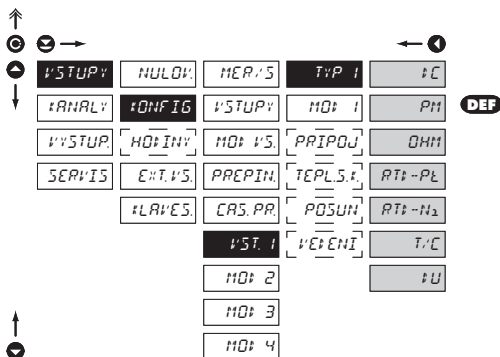 C
VSTUPY NULOV. MER/S TYP 1 DC
KANALY KONFIG VSTUPY MOD 1 PM DEF
VYSTUP. HODINY MOD VS. PRIPOJ OHM
SERVIS EXT. VS. PREPIN. TEPL.S.K. RTD-Pt
KLAVES. CAS. PR. POSUN RTD-Ni
VST. 1 VEDENI T/C
MOD 2 DU
MOD 3
MOD 4